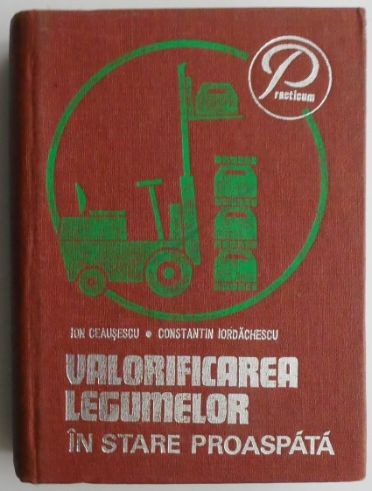 Practicum
ION CEAUȘESCU • CONSTANTIN IORDĂCHESCU
VALORIFICAREA
LEGUMELOR
ÎN STARE PROASPĂTĂ